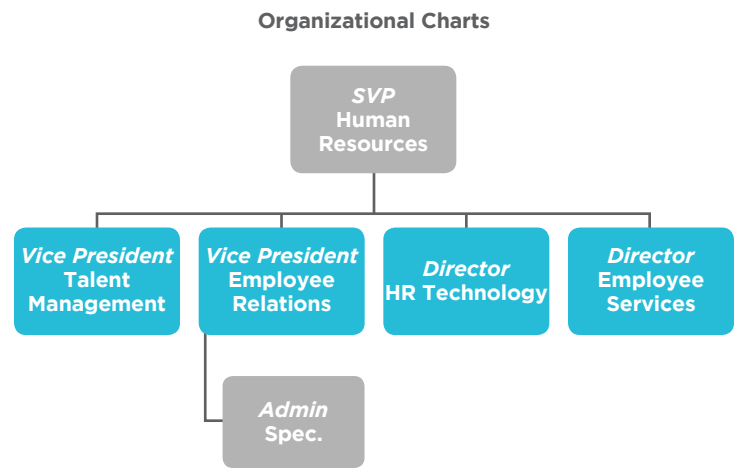 Organizational Charts
SVP
Human
Resources
Vice President
Talent
Management
Vice President
Employee
Relations
Director
HR Technology
Director
Employee
Services
Admin
Spec.